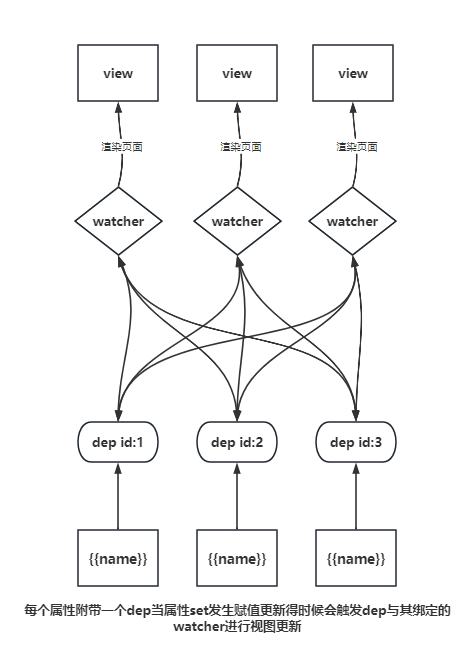 view
view
view
渲染页面
渲染页面
渲染页面
watcher
watcher
watcher
dep id:1
dep id:2
dep id:3
{{name}}
{{name}}
{{name}}
每个属性附带一个dep当属性set发生赋值更新得时候会触发dep与其绑定的
watcher进行视图更新